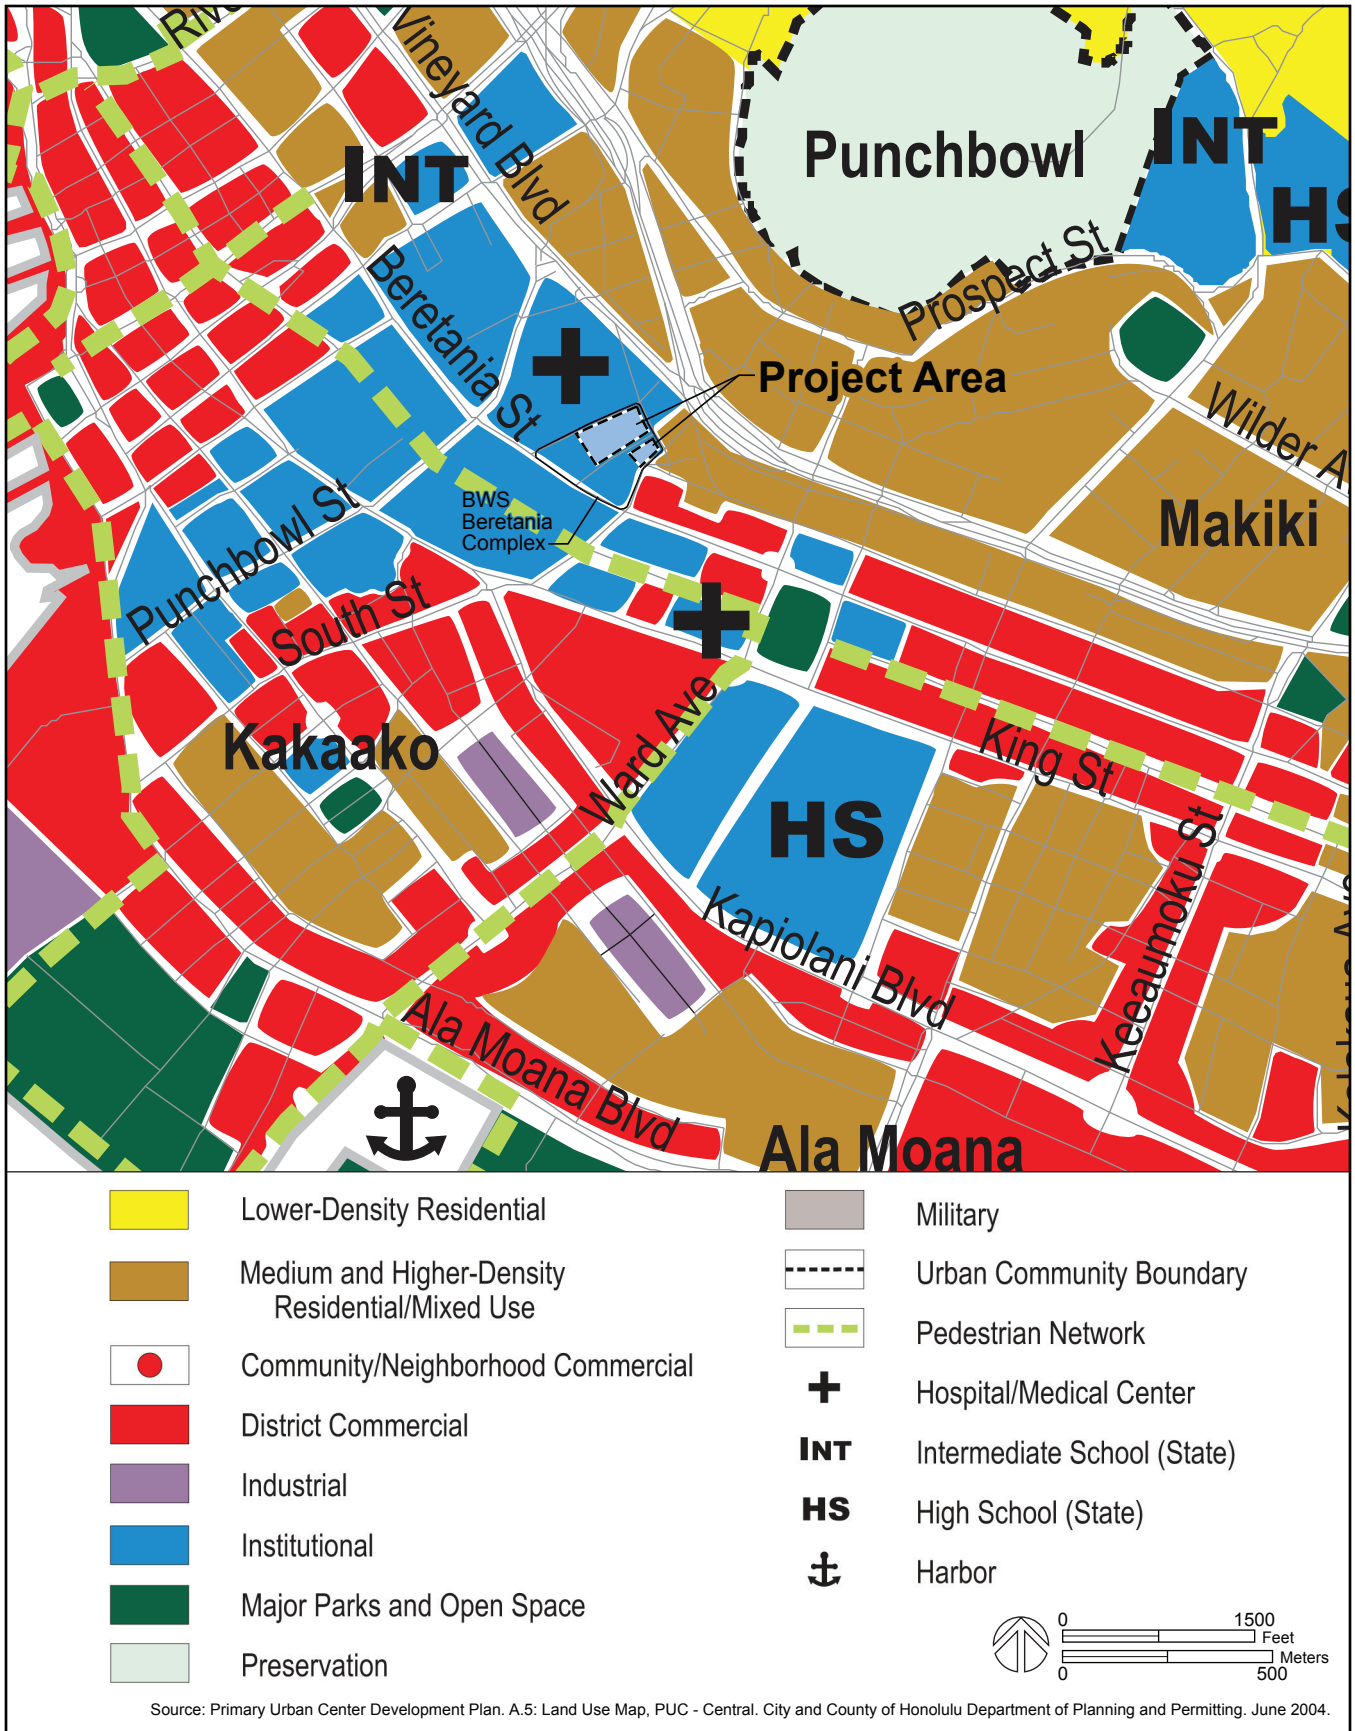 Vineyard Blvd
INT
Punchbowl
INT
HS
Beretania St
Prospect St
Project Area
Wilder A
BWS
Beretania
Complex
Makiki
Punchbowl St
South St
Kakaako
Ward Ave
King St
HS
Keeaumoku St
Kapiolani Blvd
Ala Moana Blvd
Ala Moana
Lower-Density Residential
Medium and Higher-Density
Residential/Mixed Use
Community/Neighborhood Commercial
District Commercial
Industrial
Institutional
Major Parks and Open Space
Preservation
Military
Urban Community Boundary
Pedestrian Network
Hospital/Medical Center
INT Intermediate School (State)
HS High School (State)
Harbor
0 1500
Feet
Meters
0 500
Source: Primary Urban Center Development Plan. A.5: Land Use Map, PUC - Central. City and County of Honolulu Department of Planning and Permitting. June 2004.